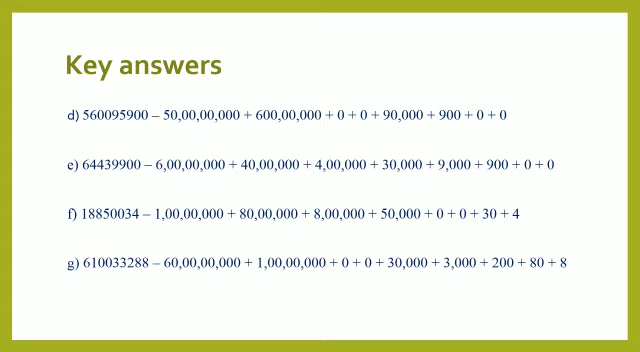 Key answers
d) 560095900 – 50,00,00,000 + 600,00,000 + 0 + 0 + 90,000 + 900 + 0 + 0
e) 64439900 – 6,00,00,000 + 40,00,000 + 4,00,000 + 30,000 + 9,000 + 900 + 0 + 0
f) 18850034 – 1,00,00,000 + 80,00,000 + 8,00,000 + 50,000 + 0 + 0 + 30 + 4
g) 610033288 – 60,00,00,000 + 1,00,00,000 + 0 + 0 + 30,000 + 3,000 + 200 + 80 + 8